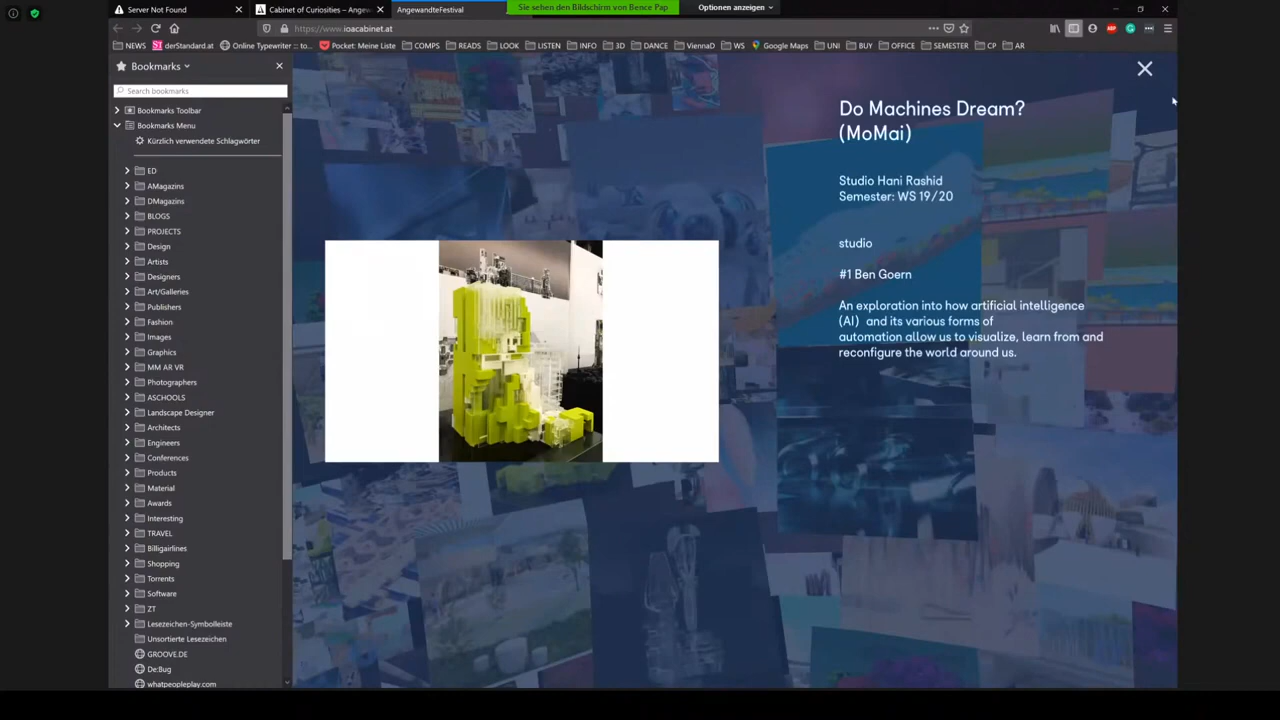 Server Not Found
Cabinet of Curiosities – Angew
AngewandteFestival
Sie sehen den Bildschirm von Bence Pap
Optionen anzeigen
https://www.ioacabinet.at
NEWS
derStandard.at
Online Typewriter :: to...
Pocket: Meine Liste
COMPS
READS
LOOK
LISTEN
INFO
3D
DANCE
ViennaD
WS
Google Maps
UNI
BUY
OFFICE
SEMESTER
CP
AR
Bookmarks
Search bookmarks
Bookmarks Toolbar
Bookmarks Menu
Kürzlich verwendete Schlagwörter
ED
AMagazins
DMagazins
BLOGS
PROJECTS
Design
Artists
Designers
Art/Galleries
Publishers
Fashion
Images
Graphics
MM AR VR
Photographers
ASCHOOLS
Landscape Designer
Architects
Engineers
Conferences
Products
Material
Awards
Interesting
TRAVEL
Billigairlines
Shopping
Torrents
Software
ZT
Lesezeichen-Symbolleiste
Unsortierte Lesezeichen
GROOVE.DE
De:Bug
whatpeopleplay.com
Do Machines Dream?
(MoMai)
Studio Hani Rashid
Semester: WS 19/20
studio
#1 Ben Goern
An exploration into how artificial intelligence
(AI) and its various forms of
automation allow us to visualize, learn from and
reconfigure the world around us.